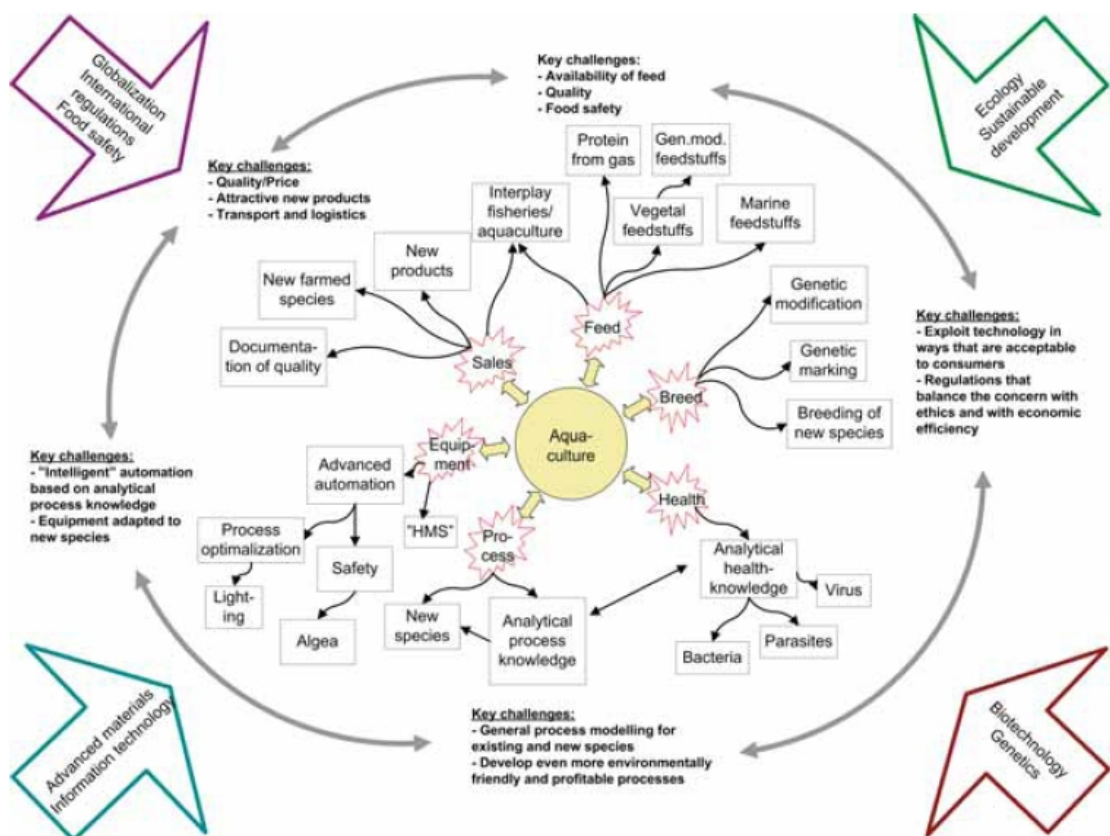 Globalization
International
regulations
Food safety
Key challenges:
- Availability of feed
- Quality
- Food safety
Ecology
Sustainable
development
Key challenges:
- Quality/Price
- Attractive new products
- Transport and logistics
Protein
from gas
Gen.mod.
feedstuffs
Interplay
fisheries/
aquaculture
Vegetal
feedstuffs
Marine
feedstuffs
New
products
New farmed
species
Documenta-
tion of quality
Sales
Feed
Breed
Genetic
modification
Genetic
marking
Breeding of
new species
Key challenges:
- Exploit technology in
ways that are acceptable
to consumers
- Regulations that
balance the concern with
ethics and with economic
efficiency
Aqua-
culture
Equip-
ment
Health
Pro-
cess
Key challenges:
- "Intelligent" automation
based on analytical
process knowledge
- Equipment adapted to
new species
Advanced
automation
"HMS"
Process
optimalization
Safety
Light-
ing
Algea
New
species
Analytical
process
knowledge
Analytical
health-
knowledge
Virus
Bacteria
Parasites
Key challenges:
- General process modelling for
existing and new species
- Develop even more environmentally
friendly and profitable processes
Advanced materials
Information technology
Biotechnology
Genetics